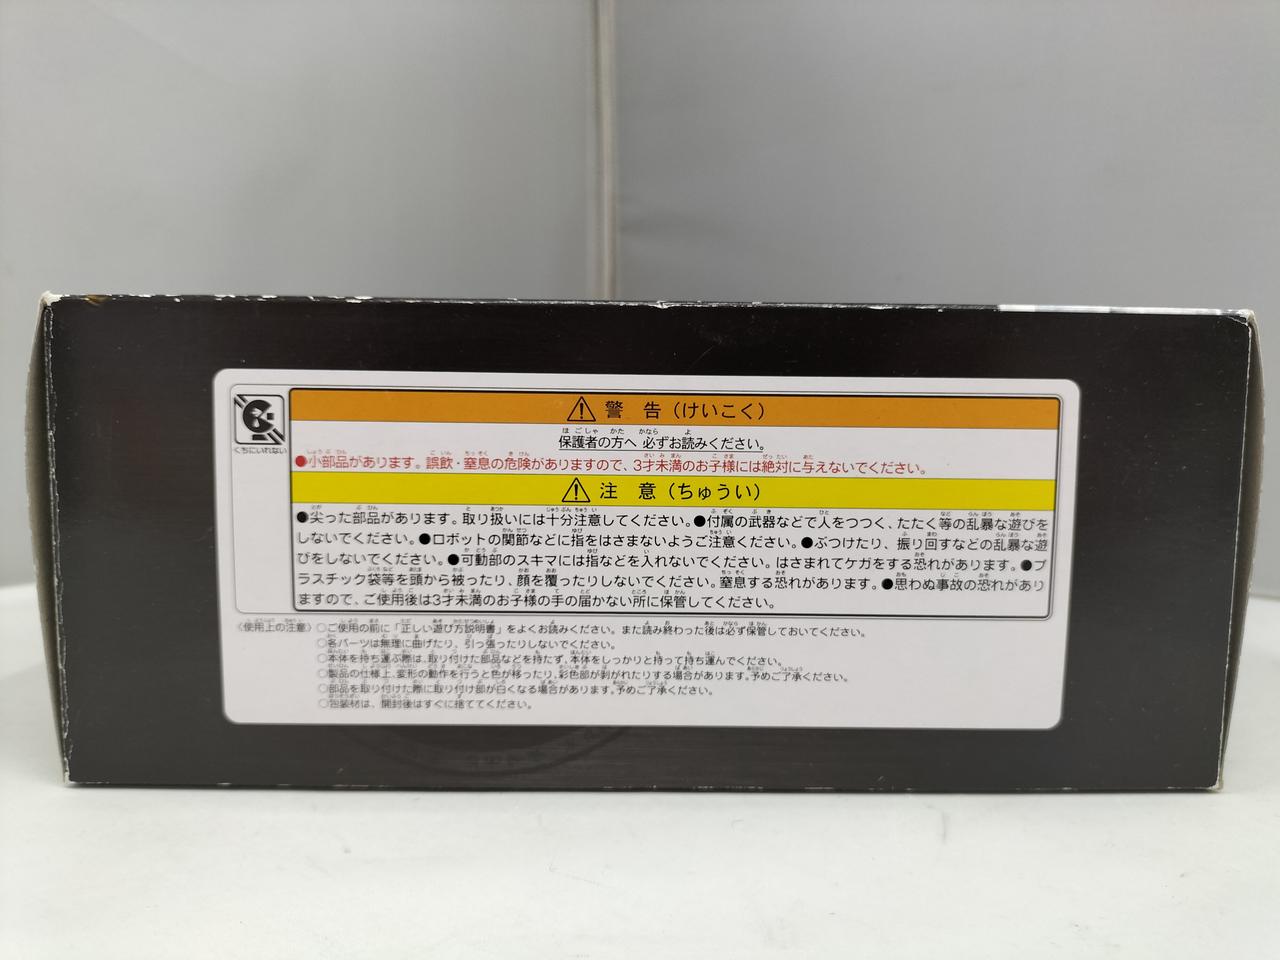 くちにいれない
警 告（けいこく）
保護者の方へ 必ずお読みください。
●小部品があります。誤飲・窒息の危険がありますので、3才未満のお子様には絶対に与えないでください。
注 意（ちゅうい）
●尖った部品があります。取り扱いには十分注意してください。●付属の武器などで人をつつく、たたく等の乱暴な遊びを
しないでください。●ロボットの関節などに指をはさまないようご注意ください。●ぶつけたり、振り回すなどの乱暴な遊
びをしないでください。●可動部のスキマには指などを入れないでください。はさまれてケガをする恐れがあります。●プ
ラスチック袋等を頭から被ったり、顔を覆ったりしないでください。窒息する恐れがあります。●思わぬ事故の恐れがあり
ますので、ご使用後は3才未満のお子様の手の届かない所に保管してください。
〈使用上の注意〉○ご使用の前に「正しい遊び方説明書」をよくお読みください。また読み終わった後は必ず保管しておいてください。
○各パーツは無理に曲げたり、引っ張ったりしないでください。
○本体を持ち運ぶ際は、取り付けた部品などを持たず、本体をしっかりと持って持ち運んでください。
○製品の仕様上、変形の動作を行うと色が移ったり、彩色部が剥がれたりする場合があります。予めご了承ください。
○部品を取り付けた際に取り付け部が白くなる場合があります。予めご了承ください。
○包装材は、開封後はすぐに捨ててください。